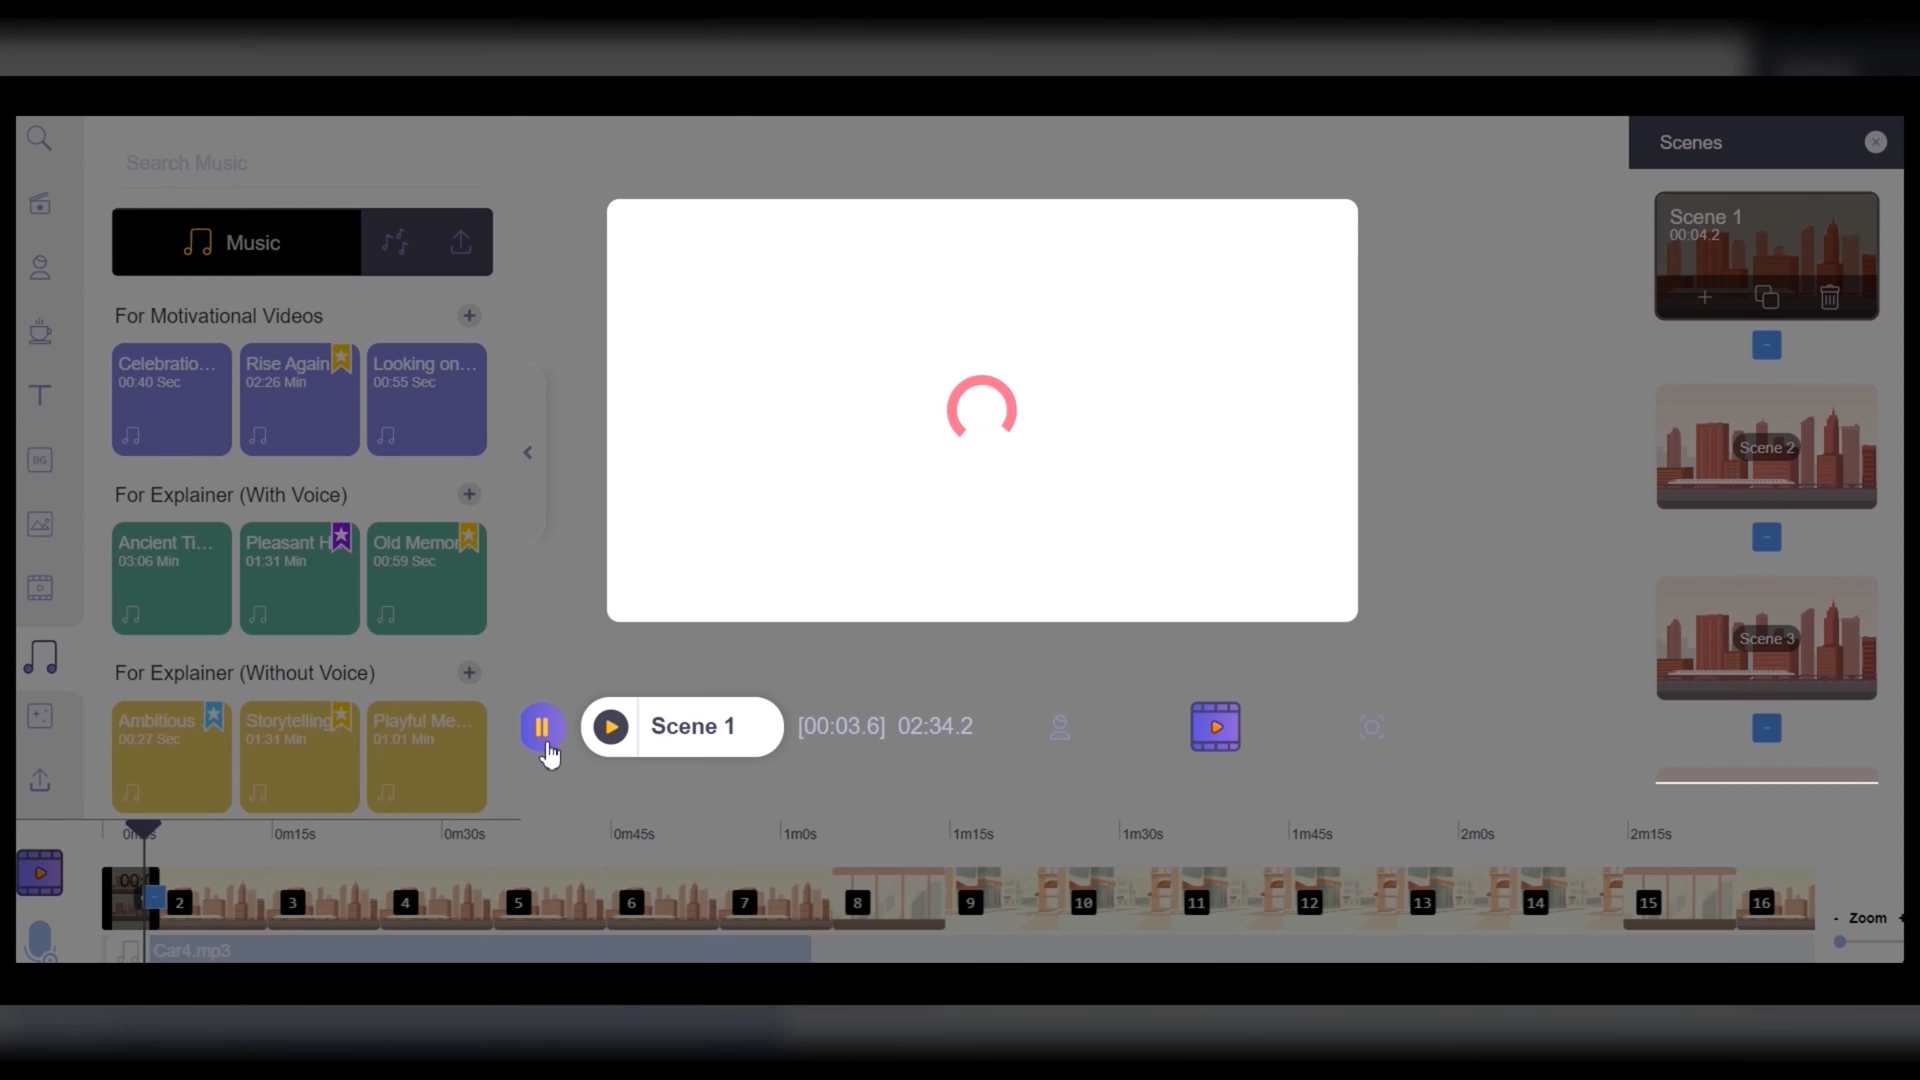 Scenes
Search Music
Music
Scene 1
00:04.2
For Motivational Videos
Celebratio...
00:40 Sec
Rise Again
02:26 Min
Looking on...
00:55 Sec
Scene 2
BG
For Explainer (With Voice)
Ancient Ti...
03:06 Min
Pleasant H
01:31 Min
Old Memor
00:59 Sec
Scene 3
For Explainer (Without Voice)
Ambitious
00:27 Sec
Storytelling
01:31 Min
Playful Me...
01:01 Min
Scene 1 [00:03.6] 02:34.2
0m15s 0m30s 0m45s 1m0s 1m15s 1m30s 1m45s 2m0s 2m15s
2 3 4 5 6 7 8 9 10 11 12 13 14 15 16
- Zoom +
Car4.mp3